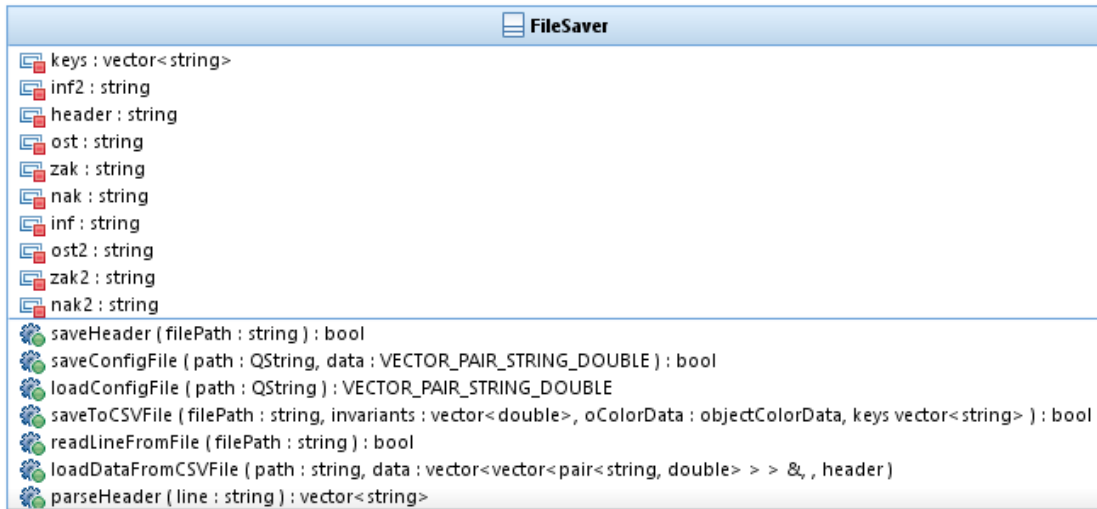 FileSaver
keys : vector<string>
inf2 : string
header : string
ost : string
zak : string
nak : string
inf : string
ost2 : string
zak2 : string
nak2 : string
saveHeader ( filePath : string ) : bool
saveConfigFile ( path : QString, data : VECTOR_PAIR_STRING_DOUBLE ) : bool
loadConfigFile ( path : QString ) : VECTOR_PAIR_STRING_DOUBLE
saveToCSVFile ( filePath : string, invariants : vector<double>, oColorData : objectColorData, keys vector<string> ) : bool
readLineFromFile ( filePath : string ) : bool
loadDataFromCSVFile ( path : string, data : vector<vector<pair<string, double> > > &, , header )
parseHeader ( line : string ) : vector<string>